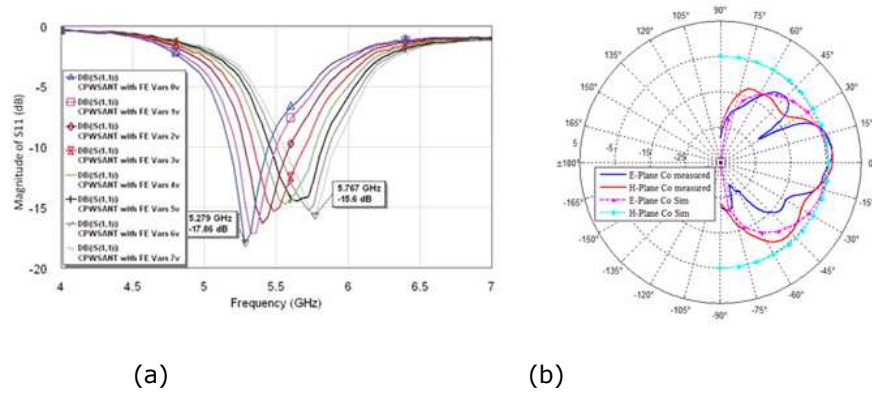 0
-5
-10
-15
-20
Magnitude of S11 (dB)
DB(|S(1,1)|)
CPWSANT with FE Vars 0v
DB(|S(1,1)|)
CPWSANT with FE Vars 1v
DB(|S(1,1)|)
CPWSANT with FE Vars 2v
DB(|S(1,1)|)
CPWSANT with FE Vars 3v
DB(|S(1,1)|)
CPWSANT with FE Vars 4v
DB(|S(1,1)|)
CPWSANT with FE Vars 5v
DB(|S(1,1)|)
CPWSANT with FE Vars 6v
DB(|S(1,1)|)
CPWSANT with FE Vars 7v
5.279 GHz
-17.86 dB
5.767 GHz
-15.6 dB
4 5 5.5 6 6.5 7
Frequency (GHz)
90°
105° 75°
120° 60°
135° 45°
150° 30°
165° 15°
5 -5 -15 -25
±180° 0°
-165° -15°
-150° -30°
-135° -45°
-120° -60°
-105° -75°
-90°
E-Plane Co measured
H-Plane Co measured
E-Plane Co Sim
H-Plane Co Sim
(a) (b)